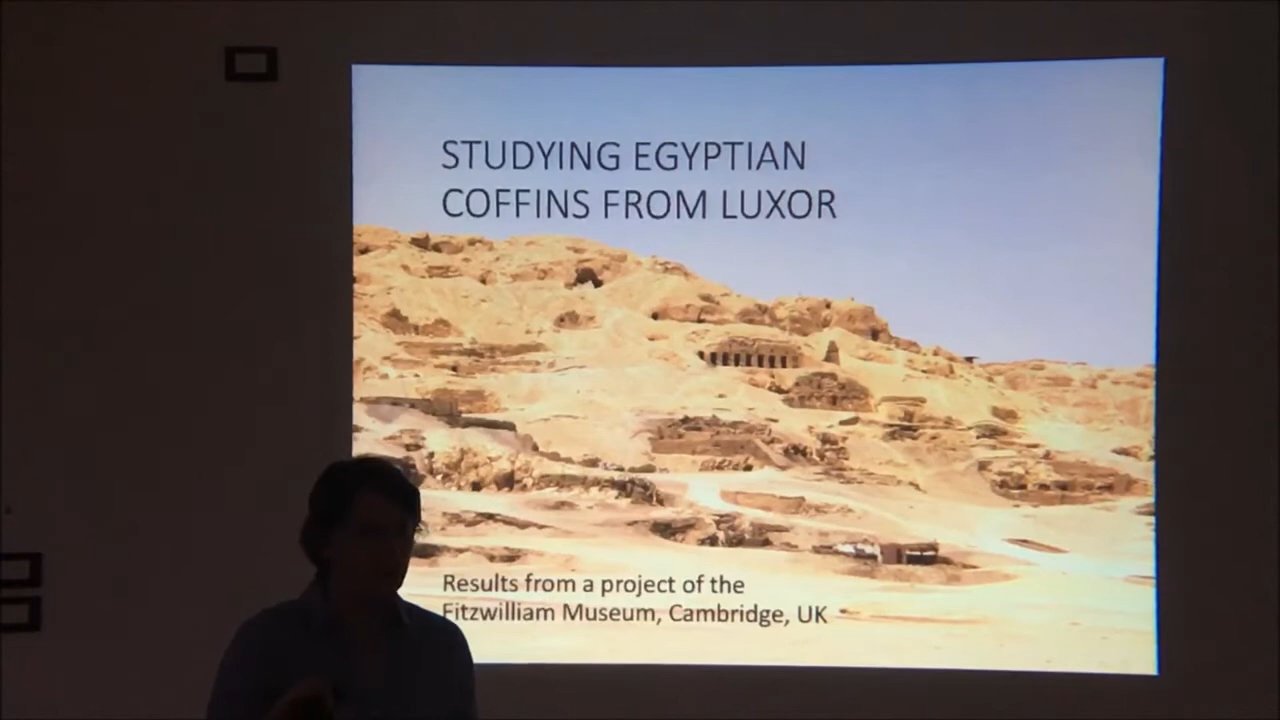 STUDYING EGYPTIAN
COFFINS FROM LUXOR
Results from a project of the
Fitzwilliam Museum, Cambridge, UK